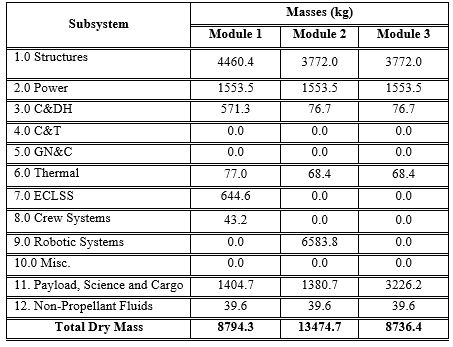 Subsystem Masses (kg)
Module 1 Module 2 Module 3
1.0 Structures 4460.4 3772.0 3772.0
2.0 Power 1553.5 1553.5 1553.5
3.0 C&DH 571.3 76.7 76.7
4.0 C&T 0.0 0.0 0.0
5.0 GN&C 0.0 0.0 0.0
6.0 Thermal 77.0 68.4 68.4
7.0 ECLSS 644.6 0.0 0.0
8.0 Crew Systems 43.2 0.0 0.0
9.0 Robotic Systems 0.0 6583.8 0.0
10.0 Misc. 0.0 0.0 0.0
11. Payload, Science and Cargo 1404.7 1380.7 3226.2
12. Non-Propellant Fluids 39.6 39.6 39.6
Total Dry Mass 8794.3 13474.7 8736.4